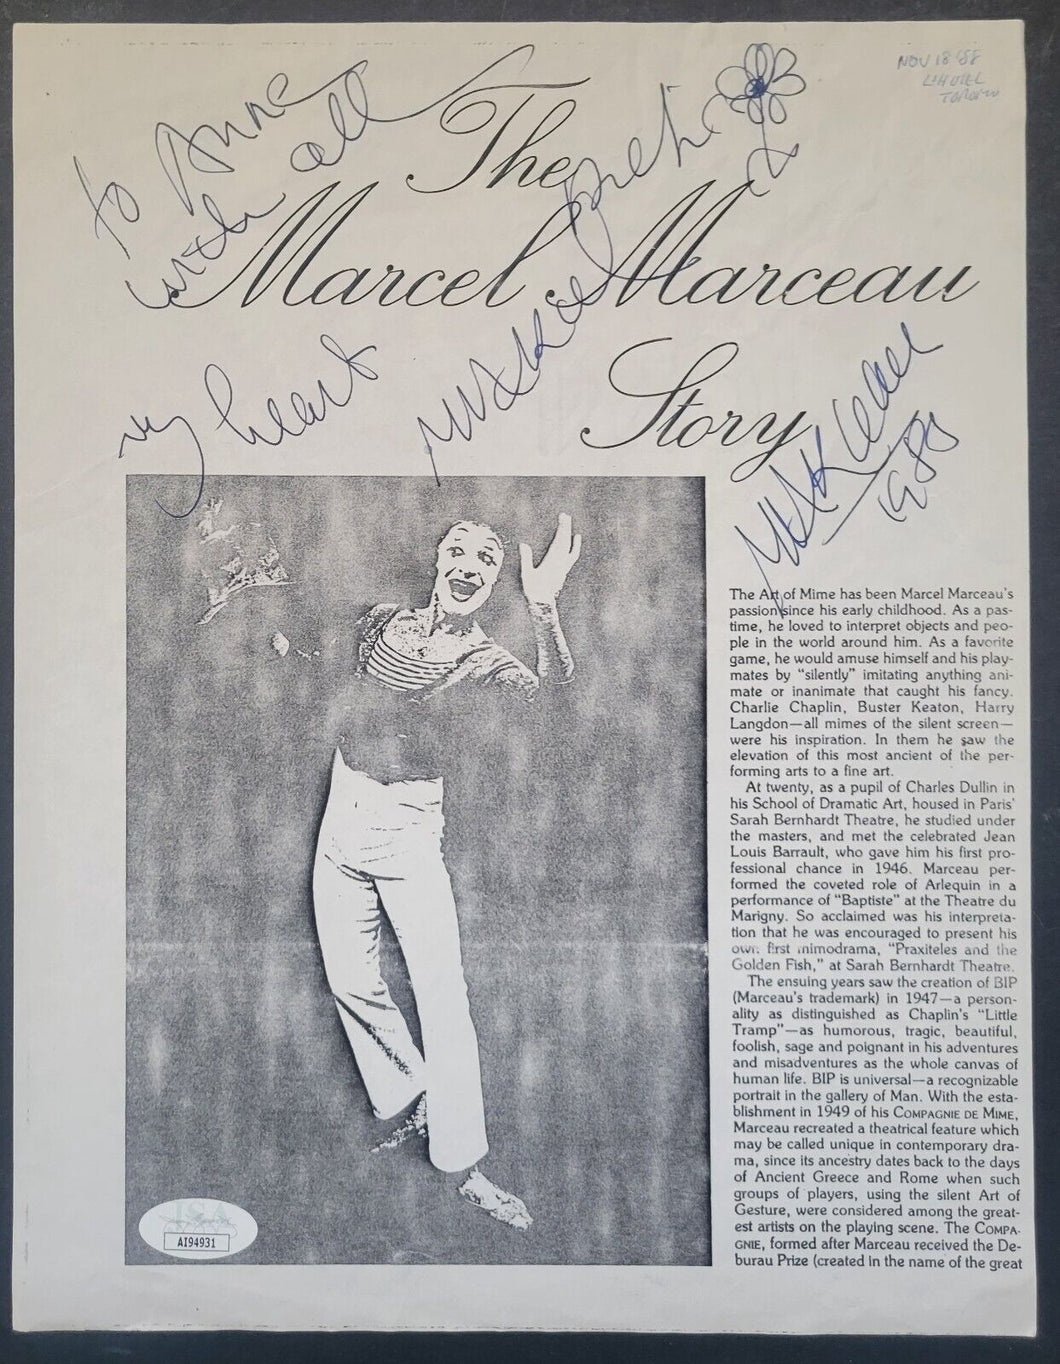 NOV 18 '88
TORONTO
to Anne
with all
my heart
The
Marcel Marceau
Story
Marcel
Marceau
1988
The Art of Mime has been Marcel Marceau's
passion since his early childhood. As a pas-
time, he loved to interpret objects and peo-
ple in the world around him. As a favorite
game, he would amuse himself and his play-
mates by "silently" imitating anything ani-
mate or inanimate that caught his fancy.
Charlie Chaplin, Buster Keaton, Harry
Langdon—all mimes of the silent screen—
were his inspiration. In them he saw the
elevation of this most ancient of the per-
forming arts to a fine art.
At twenty, as a pupil of Charles Dullin in
his School of Dramatic Art, housed in Paris'
Sarah Bernhardt Theatre, he studied under
the masters, and met the celebrated Jean
Louis Barrault, who gave him his first pro-
fessional chance in 1946. Marceau per-
formed the coveted role of Arlequin in a
performance of "Baptiste" at the Theatre du
Marigny. So acclaimed was his interpreta-
tion that he was encouraged to present his
own first mimodrama, "Praxiteles and the
Golden Fish," at Sarah Bernhardt Theatre.
The ensuing years saw the creation of BIP
(Marceau's trademark) in 1947—a person-
ality as distinguished as Chaplin's "Little
Tramp"—as humorous, tragic, beautiful,
foolish, sage and poignant in his adventures
and misadventures as the whole canvas of
human life. BIP is universal—a recognizable
portrait in the gallery of Man. With the esta-
blishment in 1949 of his COMPAGNIE DE MIME,
Marceau recreated a theatrical feature which
may be called unique in contemporary dra-
ma, since its ancestry dates back to the days
of Ancient Greece and Rome when such
groups of players, using the silent Art of
Gesture, were considered among the great-
est artists on the playing scene. The COMPA-
GNIE, formed after Marceau received the De-
burau Prize (created in the name of the great
JSA
AI94931